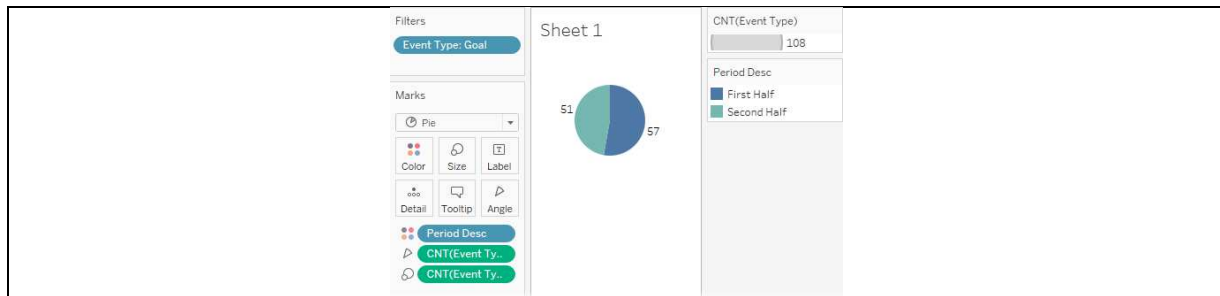 Filters
Event Type: Goal
Marks
Pie
Color
Size
Label
Detail
Tooltip
Angle
Period Desc
CNT(Event Ty..
CNT(Event Ty..
Sheet 1
51
57
CNT(Event Type)
108
Period Desc
First Half
Second Half